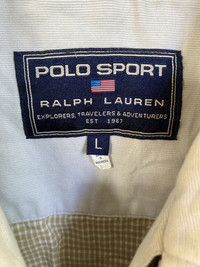 POLO SPORT
RALPH LAUREN
EXPLORERS, TRAVELERS & ADVENTURERS
EST 1967
L